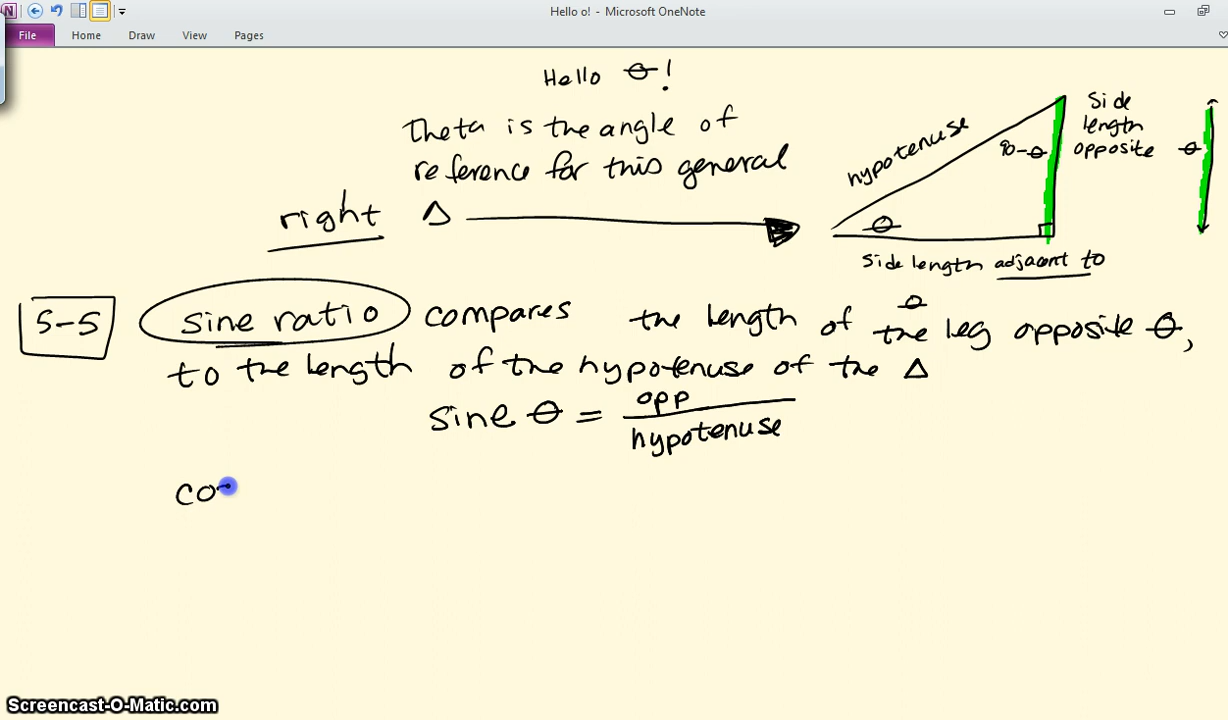 Hello o! - Microsoft OneNote
File Home Draw View Pages
Hello θ!
Theta is the angle of
reference for this general
right Δ
hypotenuse
90-θ
θ
Side
length
opposite θ
Side length adjacent to
θ
5-5 sine ratio compares the length of the leg opposite θ,
to the length of the hypotenuse of the Δ
sine θ = opp
hypotenuse
co
Screencast-O-Matic.com